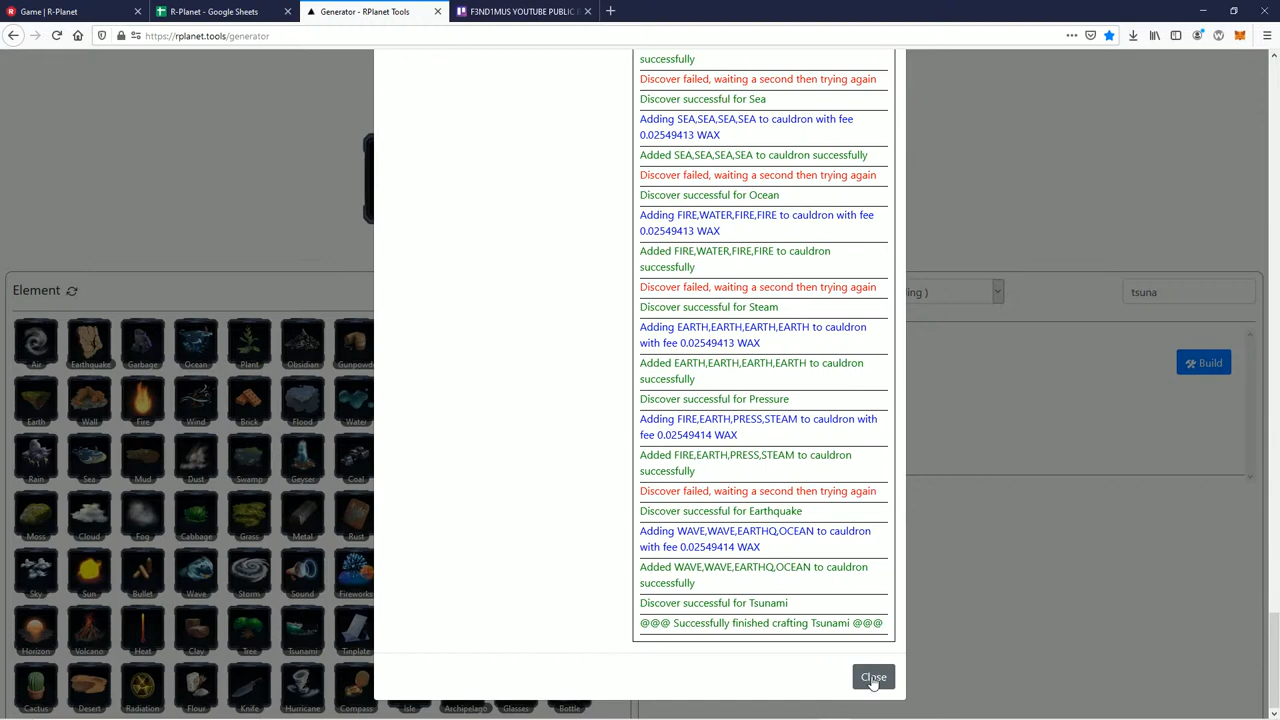 Game | R-Planet
R-Planet - Google Sheets
Generator - RPlanet Tools
F3ND1MUS YOUTUBE PUBLIC
https://rplanet.tools/generator
successfully
Discover failed, waiting a second then trying again
Discover successful for Sea
Adding SEA,SEA,SEA,SEA to cauldron with fee
0.02549413 WAX
Added SEA,SEA,SEA,SEA to cauldron successfully
Discover failed, waiting a second then trying again
Discover successful for Ocean
Adding FIRE,WATER,FIRE,FIRE to cauldron with fee
0.02549413 WAX
Added FIRE,WATER,FIRE,FIRE to cauldron
successfully
Discover failed, waiting a second then trying again
Discover successful for Steam
Adding EARTH,EARTH,EARTH,EARTH to cauldron
with fee 0.02549413 WAX
Added EARTH,EARTH,EARTH,EARTH to cauldron
successfully
Discover successful for Pressure
Adding FIRE,EARTH,PRESS,STEAM to cauldron with
fee 0.02549414 WAX
Added FIRE,EARTH,PRESS,STEAM to cauldron
successfully
Discover failed, waiting a second then trying again
Discover successful for Earthquake
Adding WAVE,WAVE,EARTHQ,OCEAN to cauldron
with fee 0.02549414 WAX
Added WAVE,WAVE,EARTHQ,OCEAN to cauldron
successfully
Discover successful for Tsunami
@@@ Successfully finished crafting Tsunami @@@
Close
Element
ing )
tsuna
Build
Air Earthquake Garbage Ocean Plant Obsidian Gunpowd
Earth Wall Fire Wind Brick Flood Water
Rain Sea Mud Dust Swamp Geyser Coal
Moss Cloud Fog Cabbage Grass Metal Rust
Sky Sun Bullet Wave Storm Sound Fireworks
Horizon Volcano Heat Clay Tree Tsunami Tinplate
Cactus Desert Radiation Flour Knife Hurricane Compass Isle Archipelago Glasses Bottle